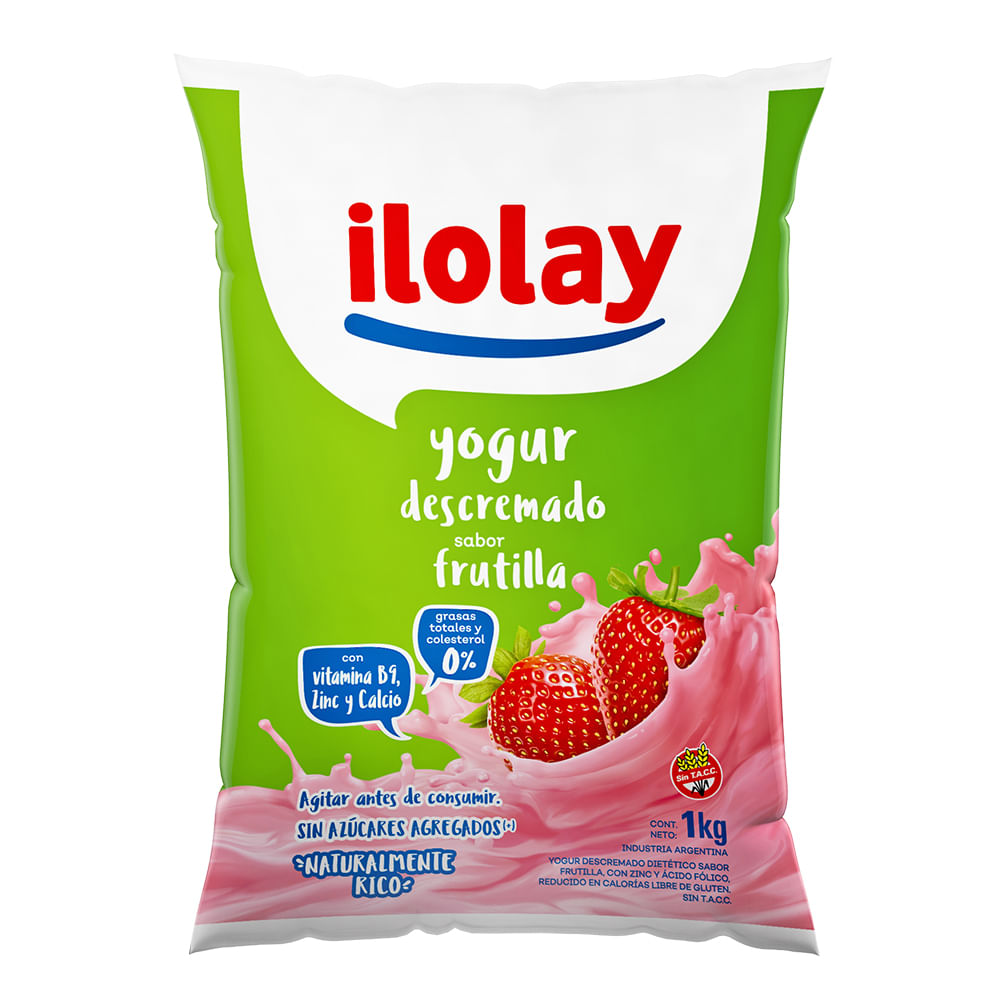 ilolay
yogur
descremado
sabor
frutilla
grasas
totales y
colesterol
0%
con
vitamina B9,
Zinc y Calcio
Sin T.A.C.C.
Agitar antes de consumir.
SIN AZÚCARES AGREGADOS(*)
NATURALMENTE
RICO
CONT.
NETO: 1kg
INDUSTRIA ARGENTINA
YOGUR DESCREMADO DIETÉTICO SABOR
FRUTILLA, CON ZINC Y ÁCIDO FÓLICO,
REDUCIDO EN CALORÍAS LIBRE DE GLUTEN.
SIN T.A.C.C.